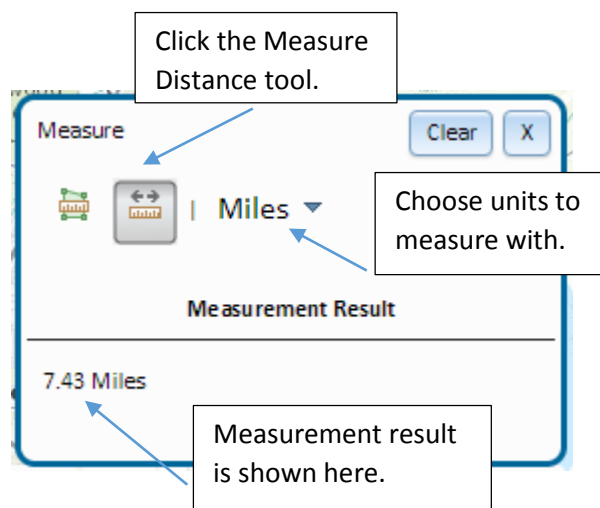 Click the Measure
Distance tool.
Measure
Clear
X
Miles
Choose units to
measure with.
Measurement Result
7.43 Miles
Measurement result
is shown here.